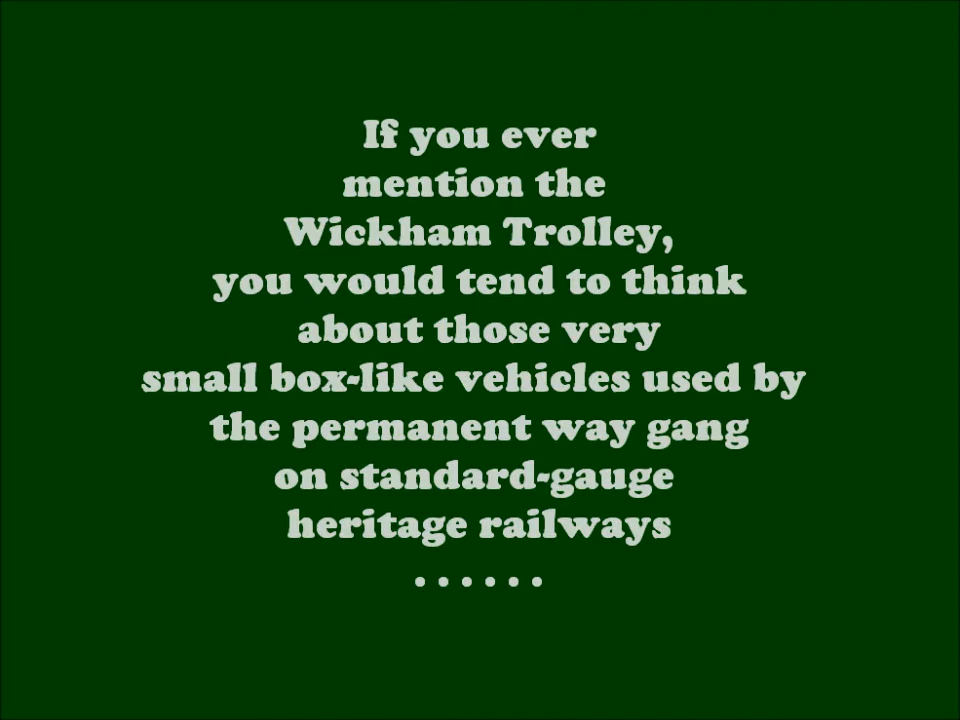 If you ever
mention the
Wickham Trolley,
you would tend to think
about those very
small box-like vehicles used by
the permanent way gang
on standard-gauge
heritage railways
. . . . . .